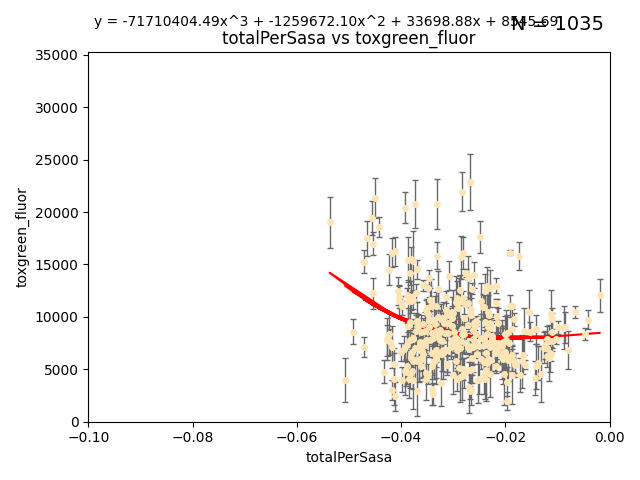 y = -71710404.49x^3 + -1259672.10x^2 + 33698.88x + 8545.69
N = 1035
totalPerSasa vs toxgreen_fluor
35000
30000
25000
20000
15000
10000
5000
0
toxgreen_fluor
−0.10 −0.08 −0.06 −0.04 −0.02 0.00
totalPerSasa